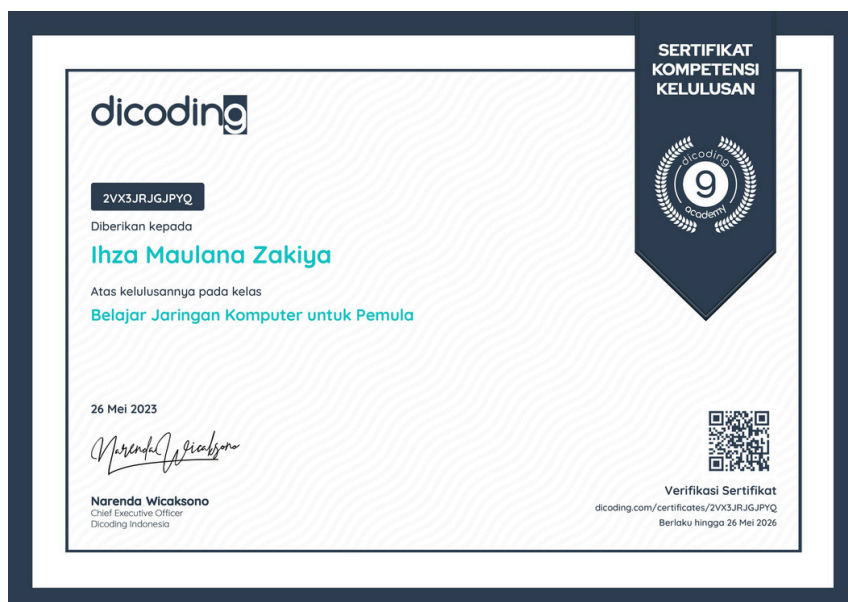 SERTIFIKAT
KOMPETENSI
KELULUSAN
dicoding
dicoding
9
academy
2VX3JRJGJPYQ
Diberikan kepada
Ihza Maulana Zakiya
Atas kelulusannya pada kelas
Belajar Jaringan Komputer untuk Pemula
26 Mei 2023
Narenda Wicaksono
Narenda Wicaksono
Chief Executive Officer
Dicoding Indonesia
Verifikasi Sertifikat
dicoding.com/certificates/2VX3JRJGJPYQ
Berlaku hingga 26 Mei 2026